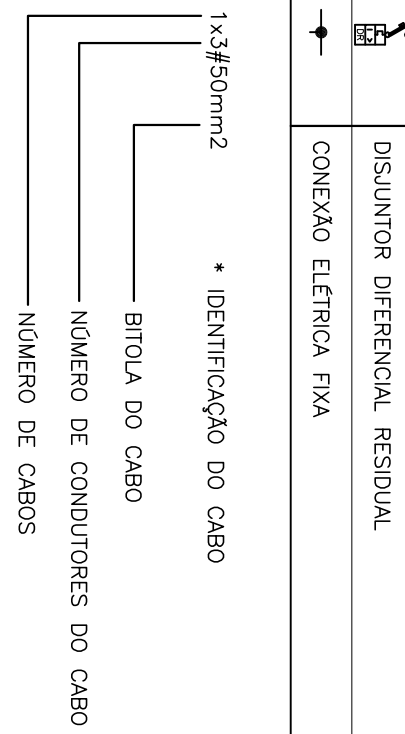 DR
DISJUNTOR DIFERENCIAL RESIDUAL
CONEXÃO ELÉTRICA FIXA
* IDENTIFICAÇÃO DO CABO
1x3#50mm2
BITOLA DO CABO
NÚMERO DE CONDUTORES DO CABO
NÚMERO DE CABOS